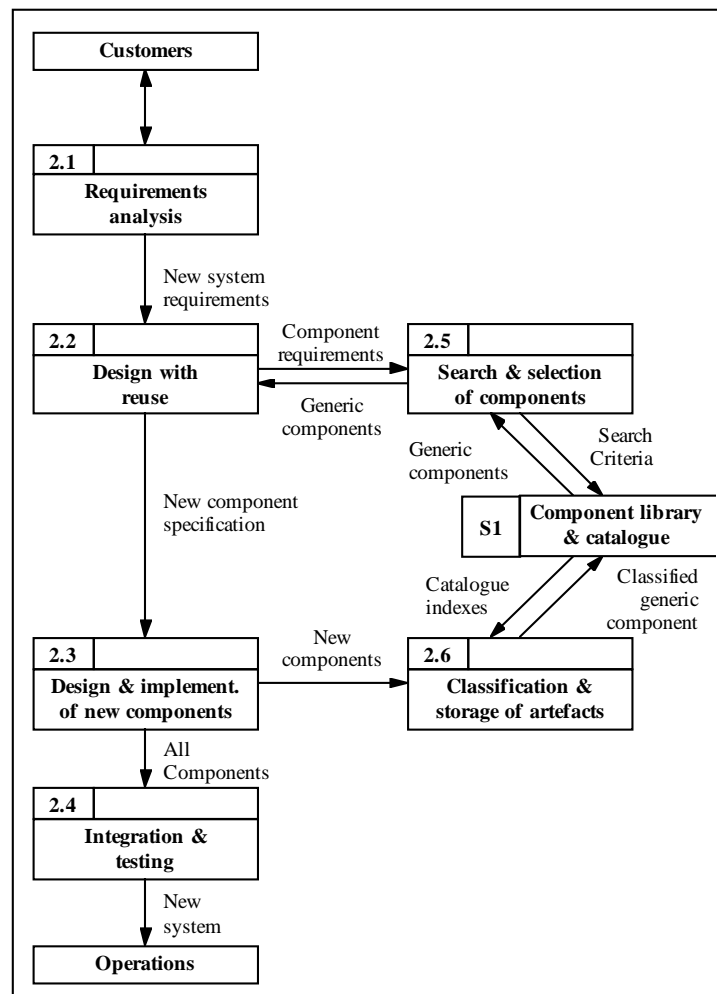 Customers
2.1
Requirements
analysis
New system
requirements
2.2
Design with
reuse
Component
requirements
Generic
components
2.5
Search & selection
of components
Generic
components
Search
Criteria
New component
specification
S1
Component library
& catalogue
Catalogue
indexes
Classified
generic
component
2.3
Design & implement.
of new components
New
components
2.6
Classification &
storage of artefacts
All
Components
2.4
Integration &
testing
New
system
Operations